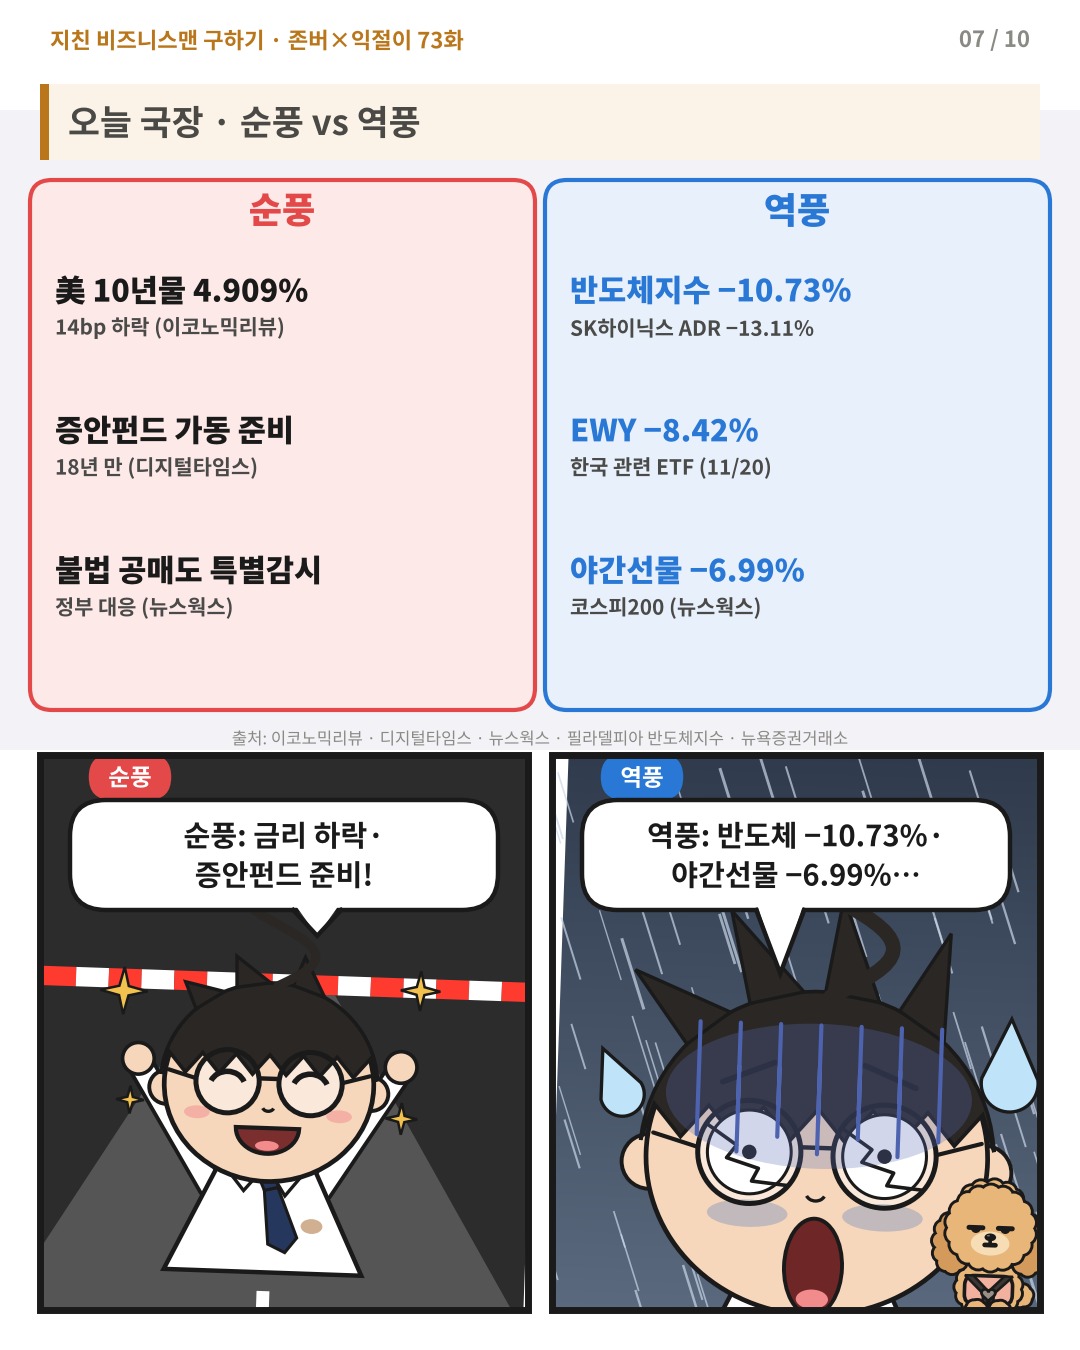 지친 비즈니스맨 구하기 · 존버×익절이 73화
07 / 10
오늘 국장 · 순풍 vs 역풍
순풍
美 10년물 4.909%
14bp 하락 (이코노믹리뷰)
증안펀드 가동 준비
18년 만 (디지털타임스)
불법 공매도 특별감시
정부 대응 (뉴스웍스)
역풍
반도체지수 −10.73%
SK하이닉스 ADR −13.11%
EWY −8.42%
한국 관련 ETF (11/20)
야간선물 −6.99%
코스피200 (뉴스웍스)
출처: 이코노믹리뷰 · 디지털타임스 · 뉴스웍스 · 필라델피아 반도체지수 · 뉴욕증권거래소
순풍
순풍: 금리 하락·
증안펀드 준비!
역풍
역풍: 반도체 −10.73%·
야간선물 −6.99%…